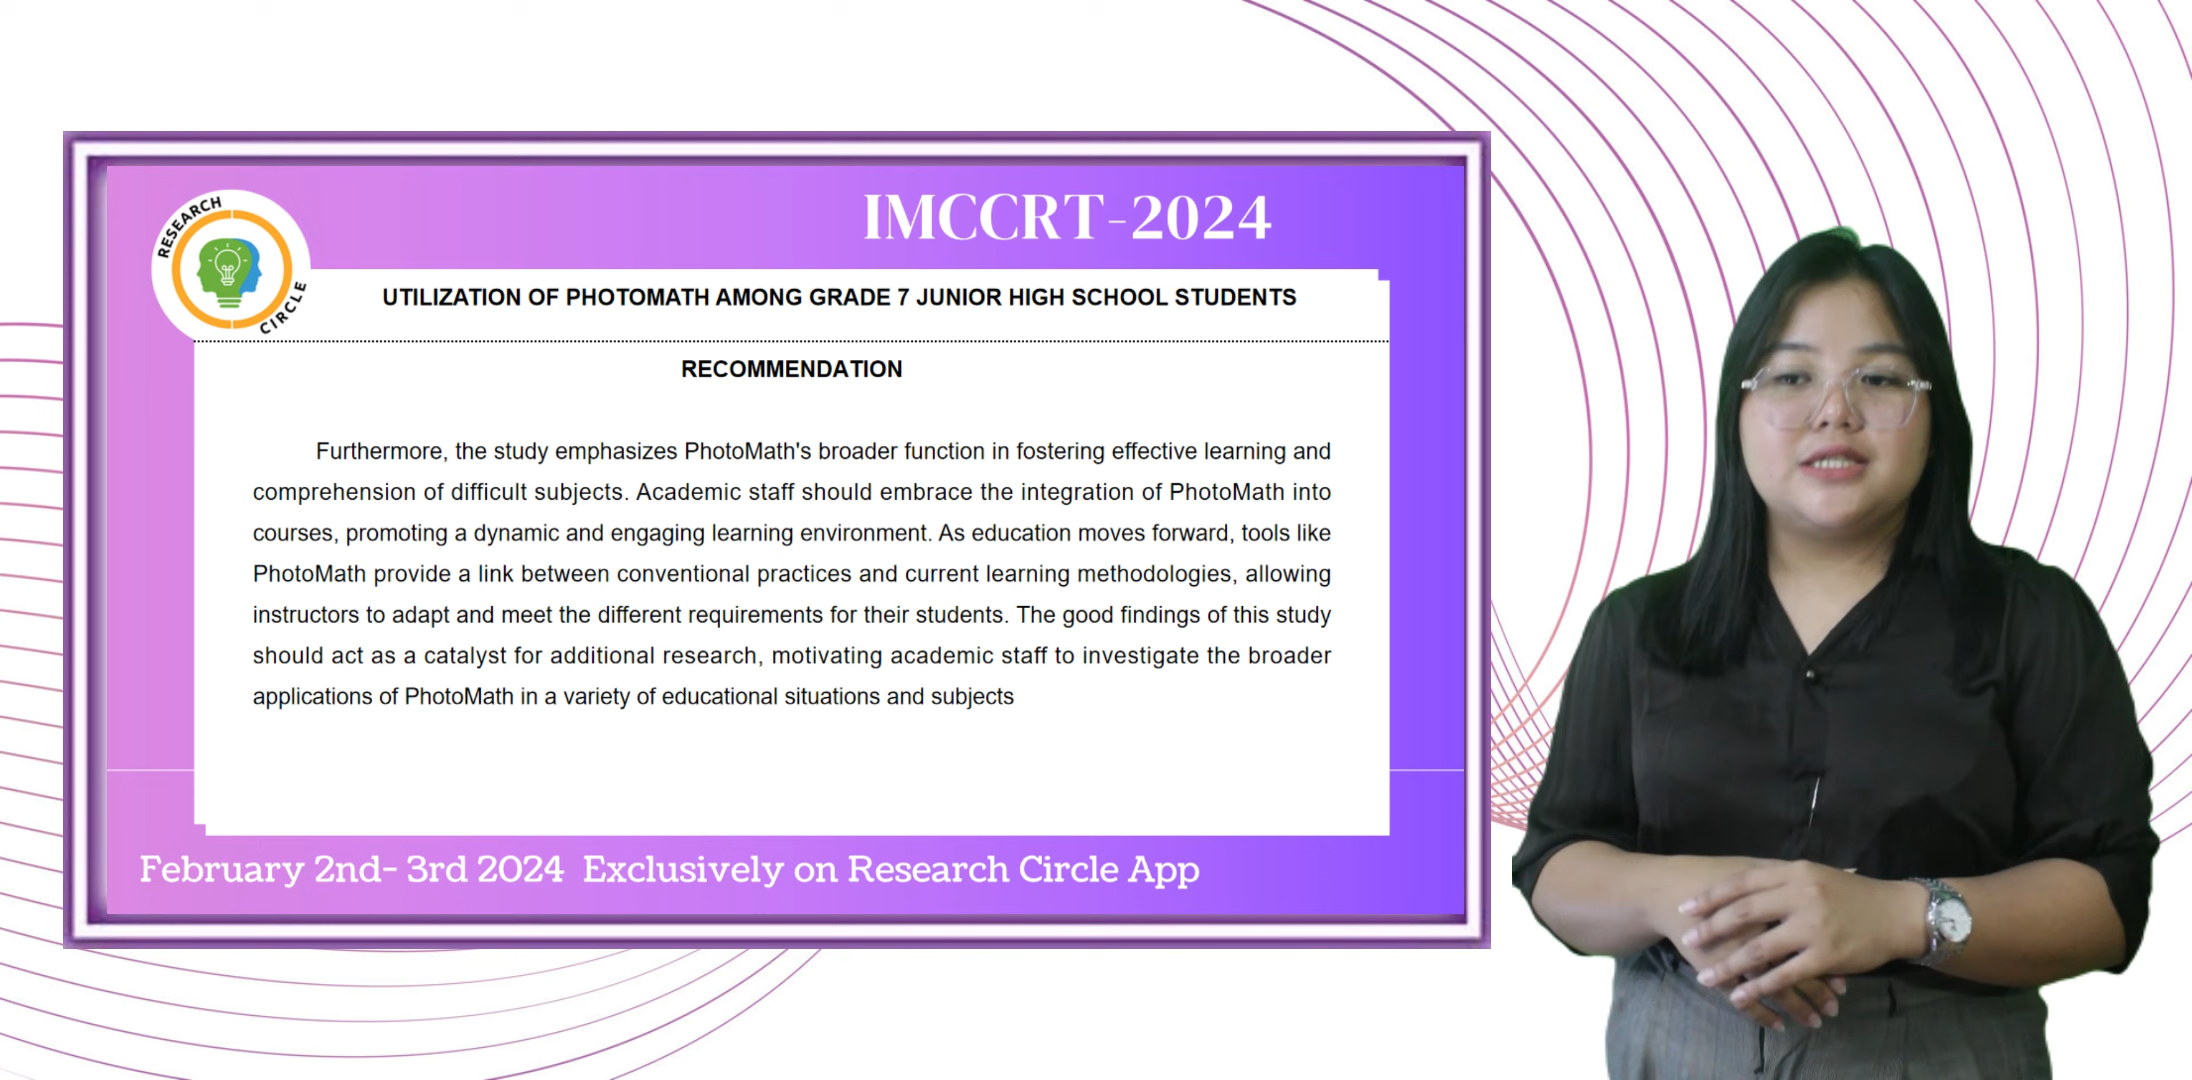 RESEARCH
CIRCLE
IMCCRT-2024
UTILIZATION OF PHOTOMATH AMONG GRADE 7 JUNIOR HIGH SCHOOL STUDENTS
RECOMMENDATION
Furthermore, the study emphasizes PhotoMath's broader function in fostering effective learning and
comprehension of difficult subjects. Academic staff should embrace the integration of PhotoMath into
courses, promoting a dynamic and engaging learning environment. As education moves forward, tools like
PhotoMath provide a link between conventional practices and current learning methodologies, allowing
instructors to adapt and meet the different requirements for their students. The good findings of this study
should act as a catalyst for additional research, motivating academic staff to investigate the broader
applications of PhotoMath in a variety of educational situations and subjects
February 2nd- 3rd 2024 Exclusively on Research Circle App